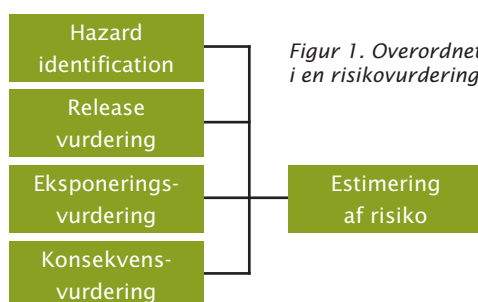 Hazard
identification
Figur 1. Overordnet
i en risikovurdering
Release
vurdering
Eksponerings-
vurdering
Estimering
af risiko
Konsekvens-
vurdering